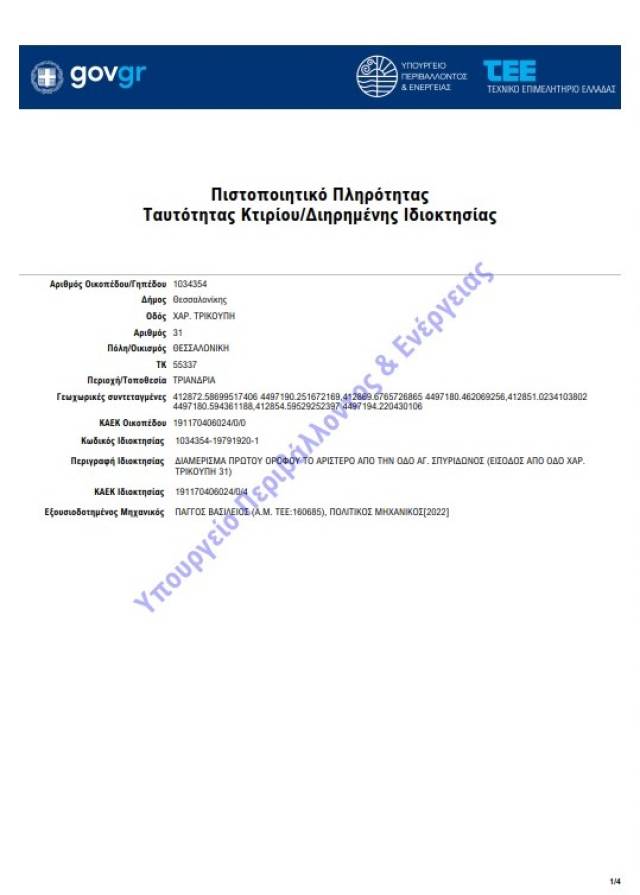 govgr
ΥΠΟΥΡΓΕΙΟ
ΠΕΡΙΒΑΛΛΟΝΤΟΣ
& ΕΝΕΡΓΕΙΑΣ
TEE
ΤΕΧΝΙΚΟ ΕΠΙΜΕΛΗΤΗΡΙΟ ΕΛΛΑΔΑΣ
Πιστοποιητικό Πληρότητας
Ταυτότητας Κτιρίου/Διηρημένης Ιδιοκτησίας
Αριθμός Οικοπέδου/Γηπέδου 1034354
Δήμος Θεσσαλονίκης
Οδός ΧΑΡ. ΤΡΙΚΟΥΠΗ
Αριθμός 31
Πόλη/Οικισμός ΘΕΣΣΑΛΟΝΙΚΗ
ΤΚ 55337
Περιοχή/Τοποθεσία ΤΡΙΑΝΔΡΙΑ
Γεωχωρικές συντεταγμένες 412872.58699517406 4497190.251672169,412869.6765726865 4497180.462069256,412851.0234103802
4497180.594361188,412854.59529252397 4497194.220430106
ΚΑΕΚ Οικοπέδου 191170406024/0/0
Κωδικός Ιδιοκτησίας 1034354-19791920-1
Περιγραφή Ιδιοκτησίας ΔΙΑΜΕΡΙΣΜΑ ΠΡΩΤΟΥ ΟΡΟΦΟΥ ΤΟ ΑΡΙΣΤΕΡΟ ΑΠΟ ΤΗΝ ΟΔΟ ΑΓ. ΣΠΥΡΙΔΩΝΟΣ (ΕΙΣΟΔΟΣ ΑΠΟ ΟΔΟ ΧΑΡ.
ΤΡΙΚΟΥΠΗ 31)
ΚΑΕΚ Ιδιοκτησίας 191170406024/0/4
Εξουσιοδοτημένος Μηχανικός ΠΑΓΓΟΣ ΒΑΣΙΛΕΙΟΣ (Α.Μ. ΤΕΕ:160685), ΠΟΛΙΤΙΚΟΣ ΜΗΧΑΝΙΚΟΣ[2022]
Υπουργείο Περιβάλλοντος & Ενέργειας
1/4